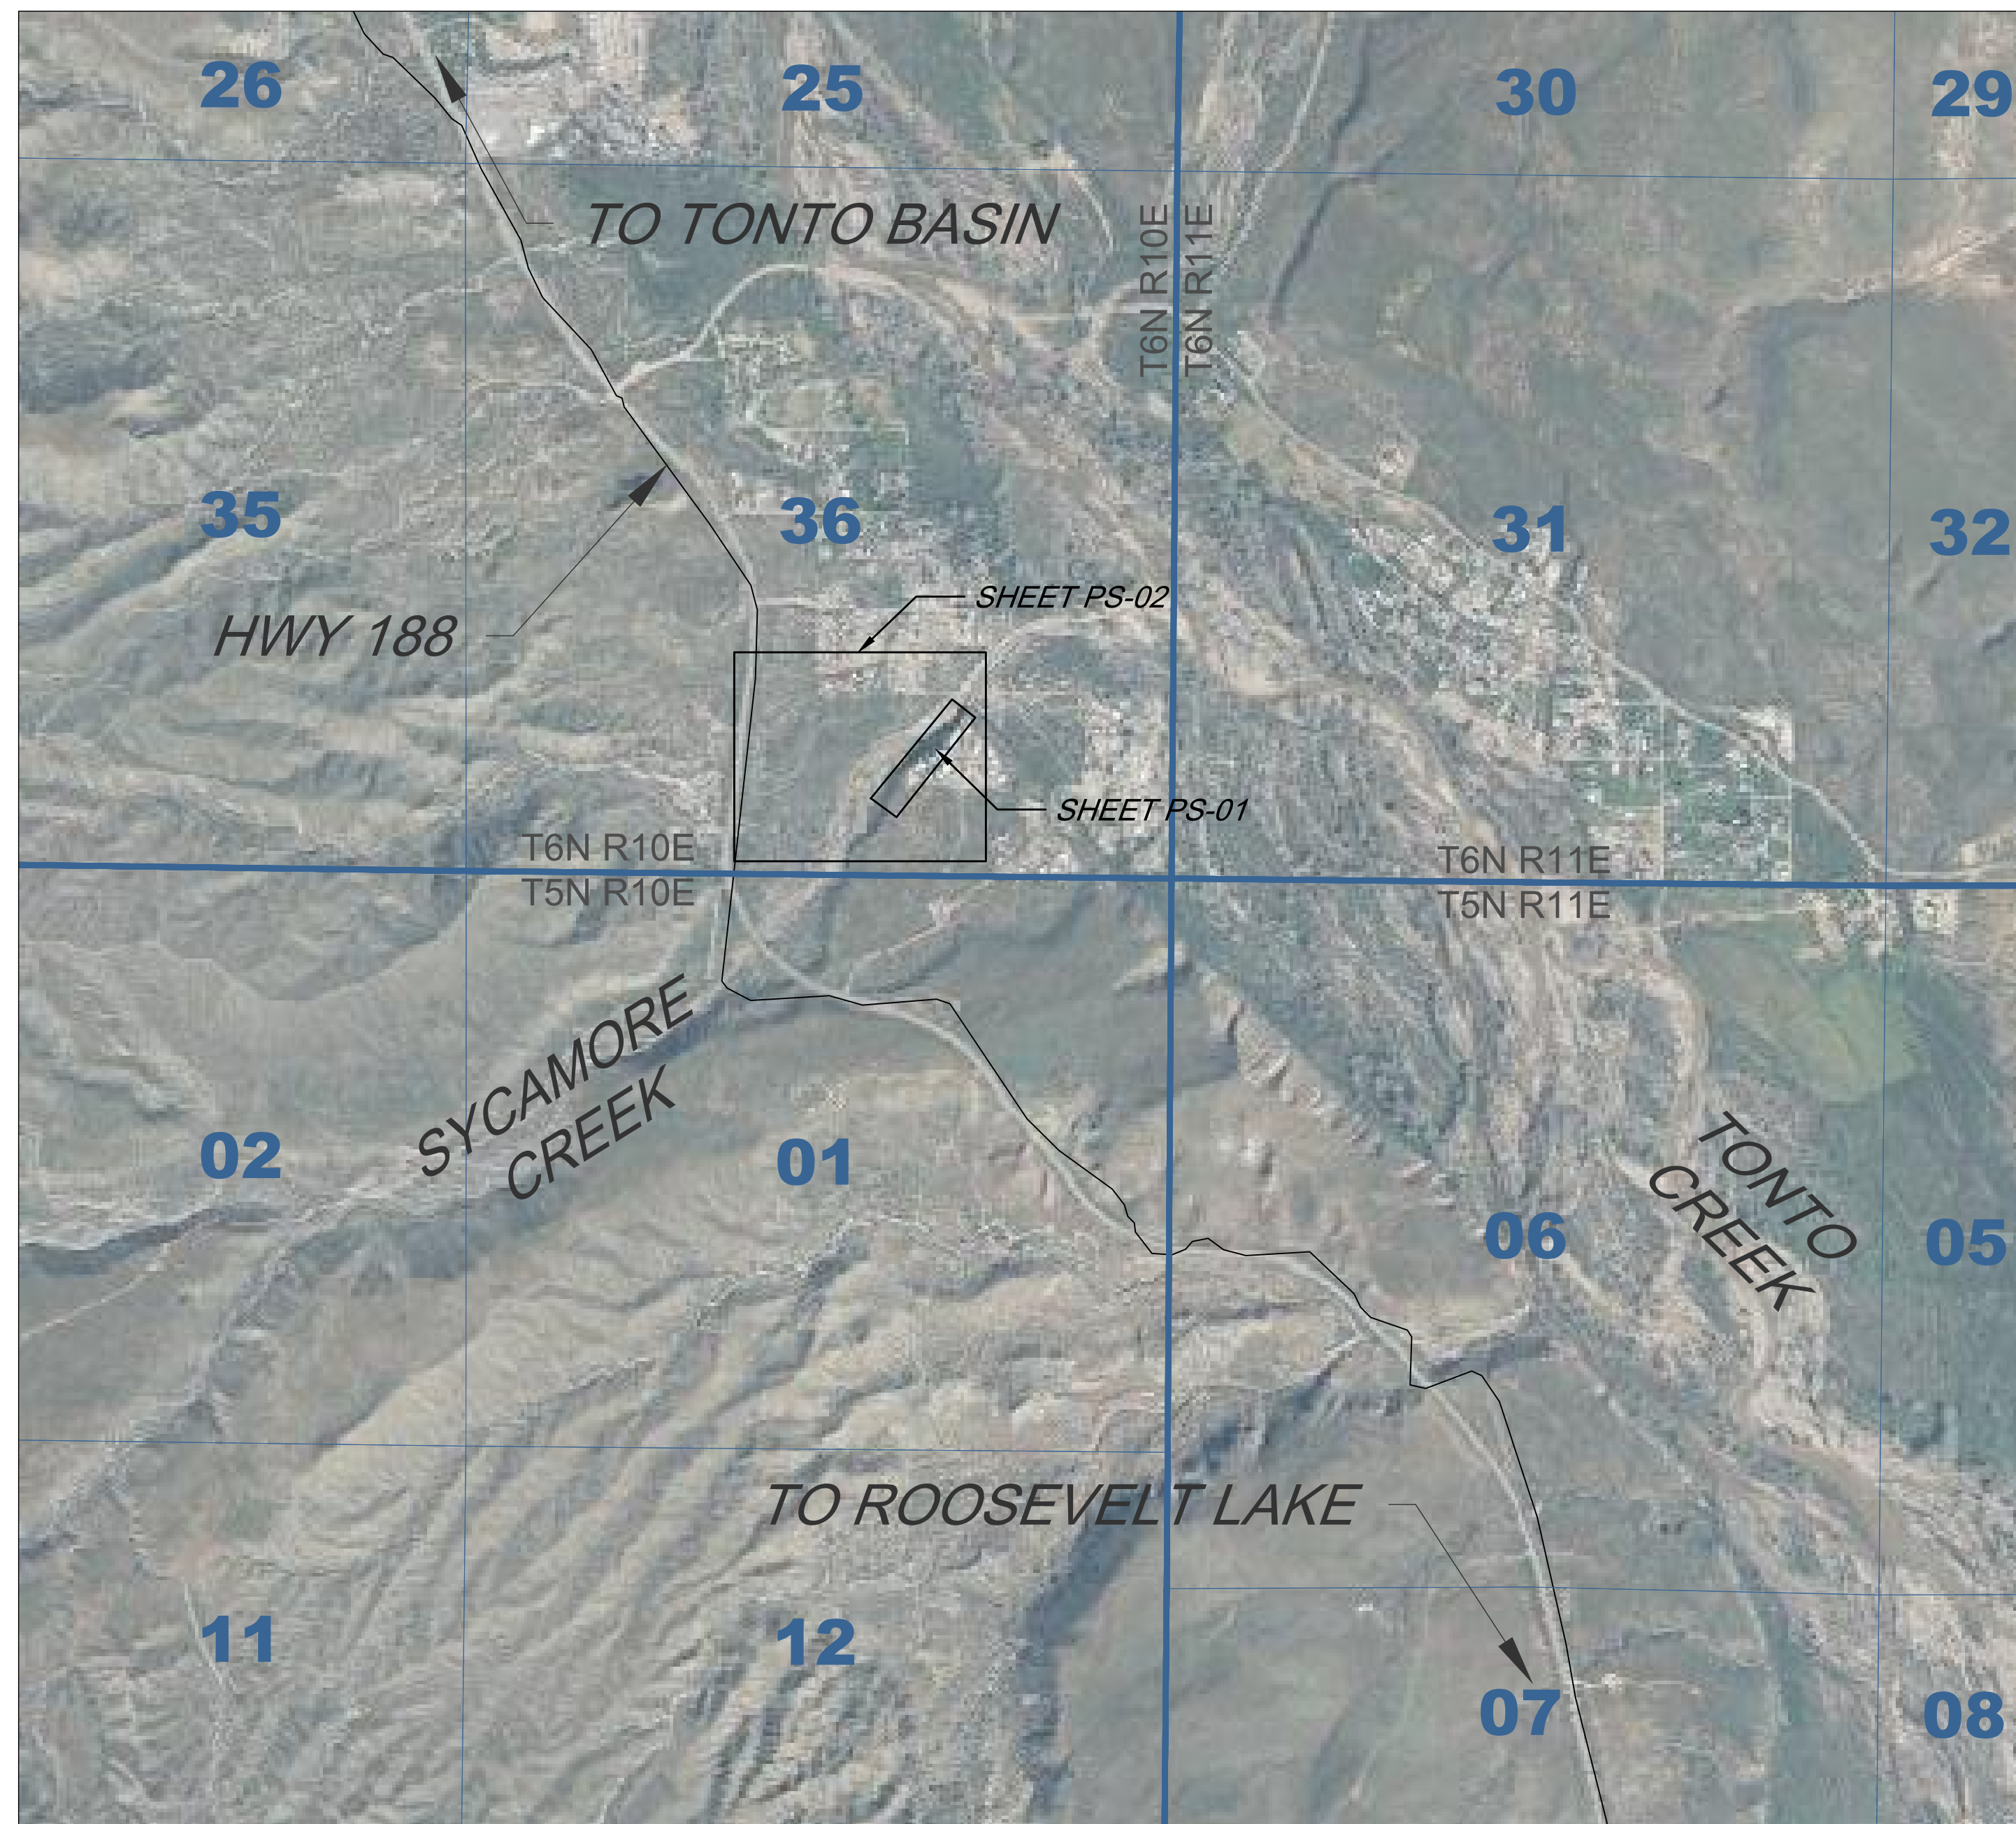 26
25
30
29
TO TONTO BASIN
T6N R10E
T6N R11E
35
36
31
32
SHEET PS-02
HWY 188
SHEET PS-01
T6N R10E
T5N R10E
T6N R11E
T5N R11E
SYCAMORE
CREEK
TONTO
CREEK
02
01
06
05
TO ROOSEVELT LAKE
11
12
07
08